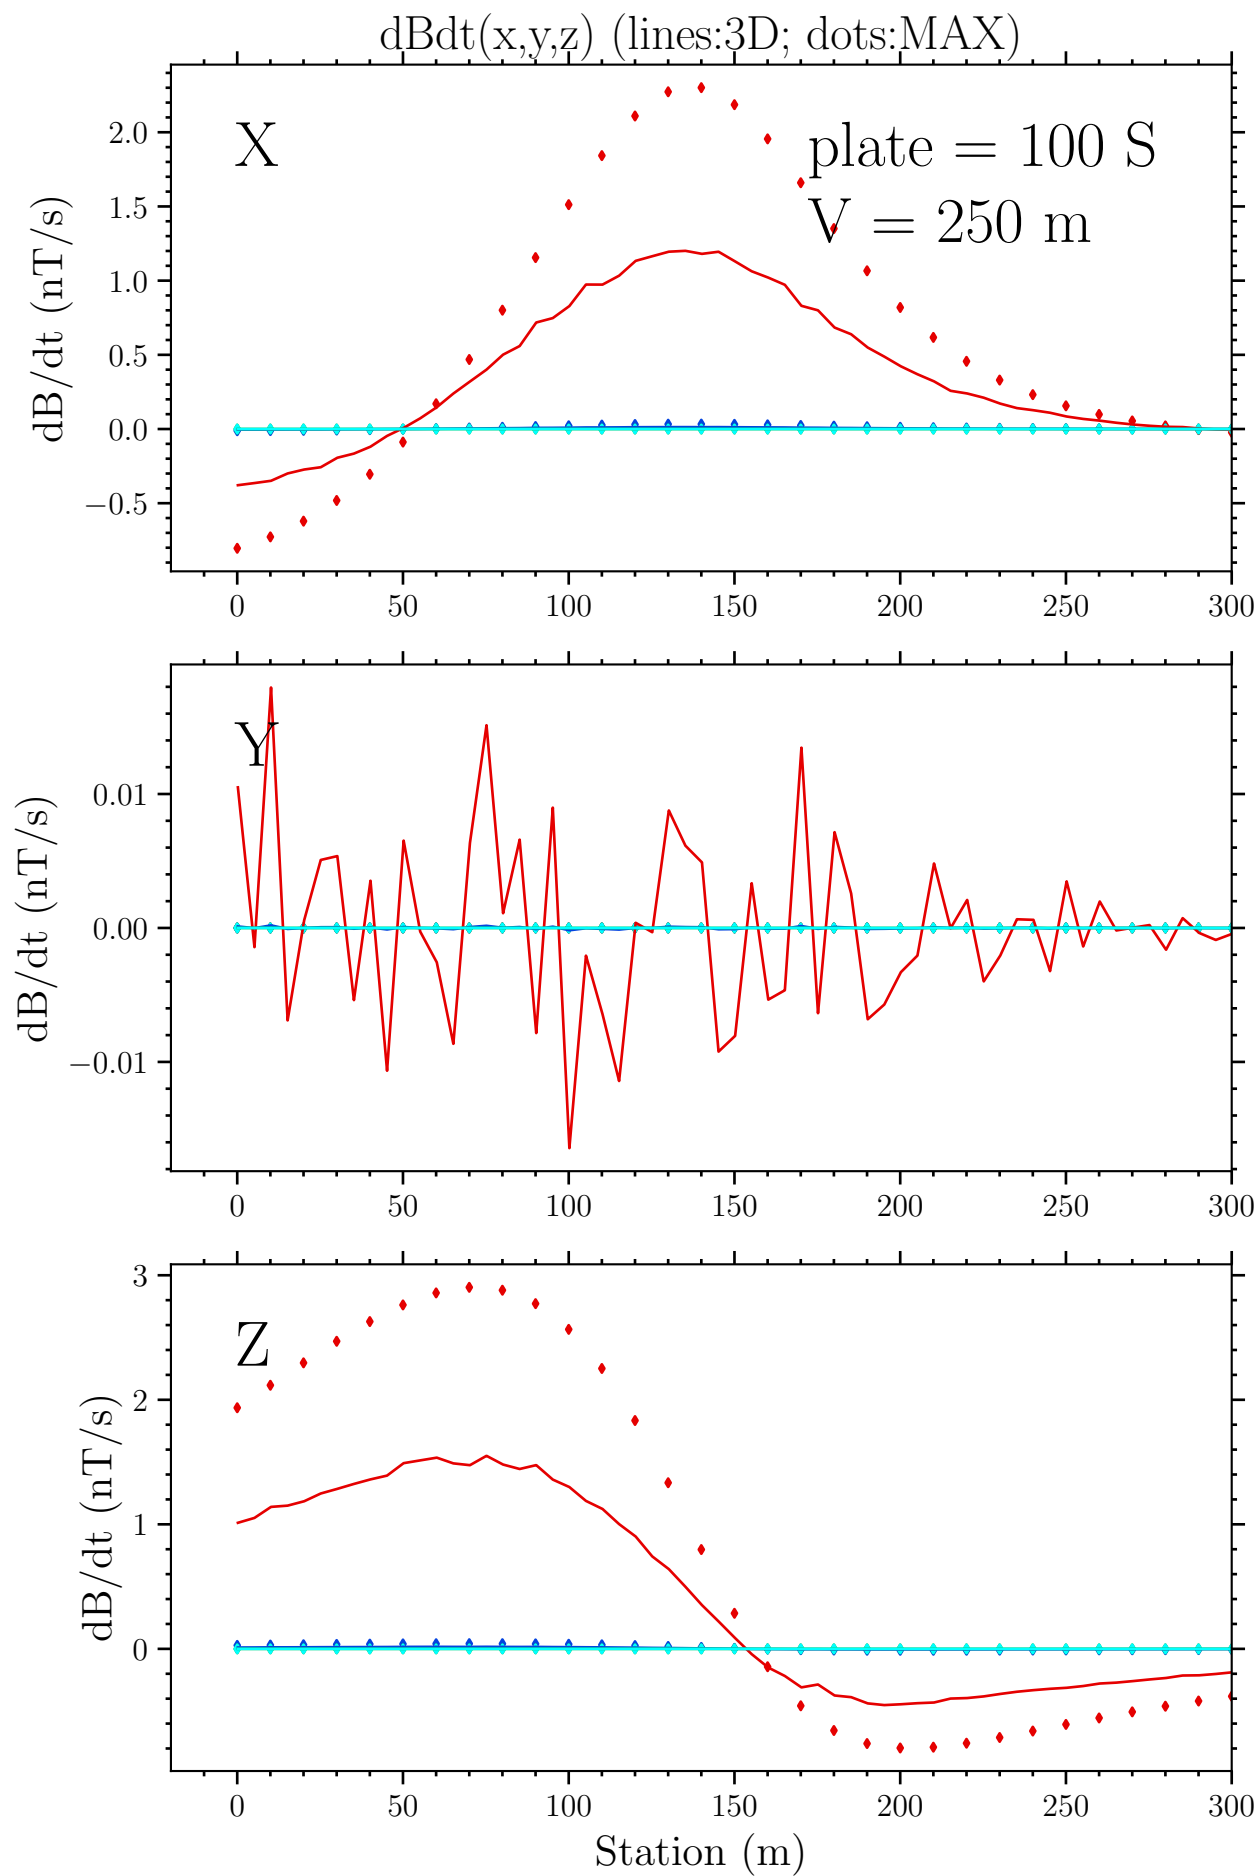 dBdt(x,y,z) (lines:3D; dots:MAX)
X
plate = 100 S
V = 250 m
dB/dt (nT/s)
2.0
1.5
1.0
0.5
0.0
−0.5
0 50 100 150 200 250 300
Y
dB/dt (nT/s)
0.01
0.00
−0.01
0 50 100 150 200 250 300
Z
dB/dt (nT/s)
3
2
1
0
0 50 100 150 200 250 300
Station (m)